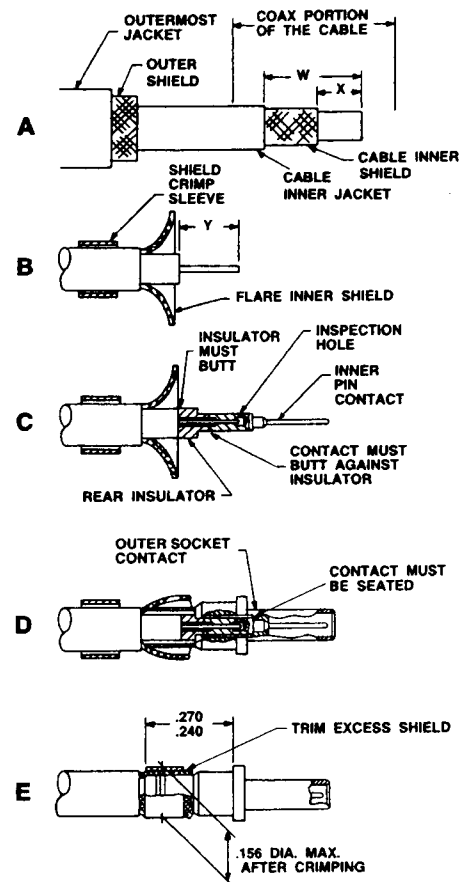 OUTERMOST
JACKET
COAX PORTION
OF THE CABLE
OUTER
SHIELD
W
X
A
SHIELD
CRIMP
SLEEVE
CABLE INNER
SHIELD
CABLE
INNER JACKET
Y
B
FLARE INNER SHIELD
INSULATOR
MUST
BUTT
INSPECTION
HOLE
INNER
PIN
CONTACT
C
CONTACT MUST
BUTT AGAINST
INSULATOR
REAR INSULATOR
OUTER SOCKET
CONTACT
CONTACT MUST
BE SEATED
D
.270
.240
TRIM EXCESS SHIELD
E
.156 DIA. MAX.
AFTER CRIMPING